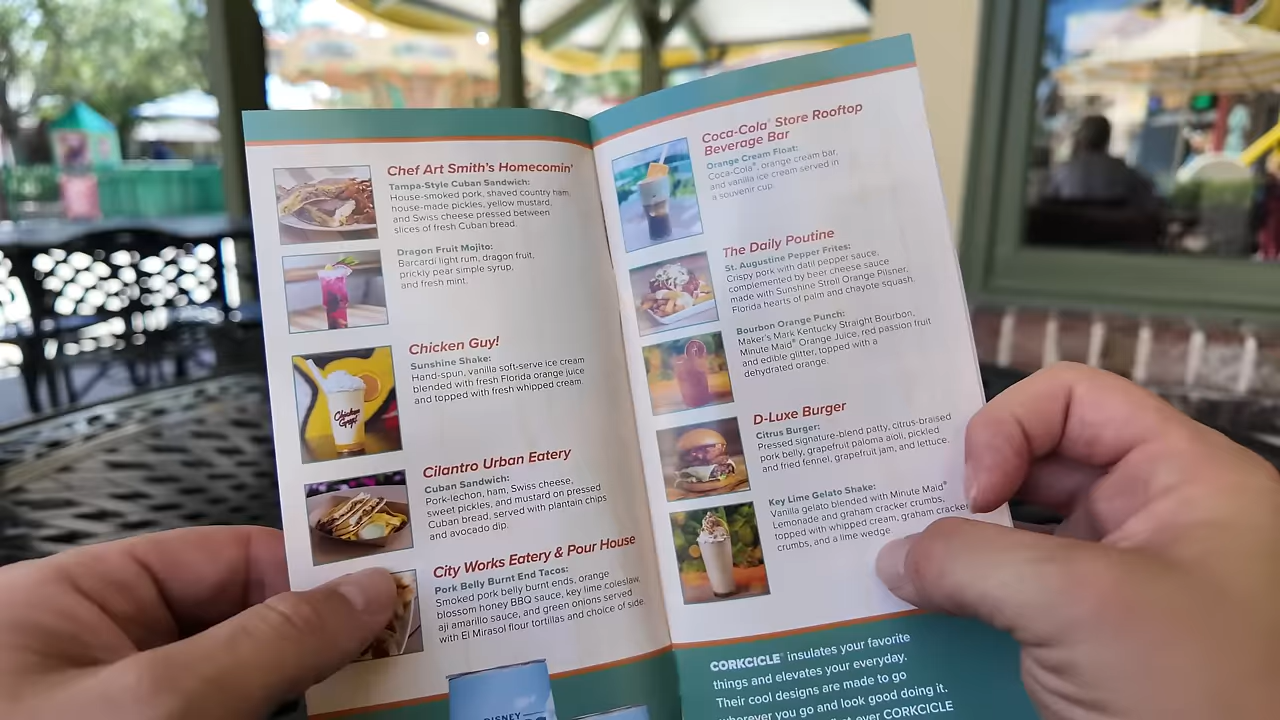 Chef Art Smith's Homecomin'
Tampa-Style Cuban Sandwich:
House-smoked pork, shaved country ham,
house-made pickles, yellow mustard,
and Swiss cheese pressed between
slices of fresh Cuban bread.
Dragon Fruit Mojito:
Barcardi light rum, dragon fruit,
prickly pear simple syrup,
and fresh mint.
Chicken Guy!
Sunshine Shake:
Hand-spun, vanilla soft-serve ice cream
blended with fresh Florida orange juice
and topped with fresh whipped cream.
Chicken
Guy!
Cilantro Urban Eatery
Cuban Sandwich:
Pork-lechon, ham, Swiss cheese,
sweet pickles, and mustard on pressed
Cuban bread, served with plantain chips
and avocado dip.
City Works Eatery & Pour House
Pork Belly Burnt End Tacos:
Smoked pork belly burnt ends, orange
blossom honey BBQ sauce, key lime coleslaw,
aji amarillo sauce, and green onions served
with El Mirasol flour tortillas and choice of side.
DISNEY
Coca-Cola® Store Rooftop
Beverage Bar
Orange Cream Float:
Coca-Cola®, orange cream bar,
and vanilla ice cream served in
a souvenir cup.
The Daily Poutine
St. Augustine Pepper Frites:
Crispy pork with datil pepper sauce,
complemented by beer cheese sauce
made with Sunshine Stroll Orange Pilsner,
Florida hearts of palm and chayote squash.
Bourbon Orange Punch:
Maker's Mark Kentucky Straight Bourbon,
Minute Maid® Orange Juice, red passion fruit
and edible glitter, topped with a
dehydrated orange.
D-Luxe Burger
Citrus Burger:
Pressed signature-blend patty, citrus-braised
pork belly, grapefruit paloma aioli, pickled
and fried fennel, grapefruit jam, and lettuce.
Key Lime Gelato Shake:
Vanilla gelato blended with Minute Maid®
Lemonade and graham cracker crumbs,
topped with whipped cream, graham cracker
crumbs, and a lime wedge.
CORKCICLE® insulates your favorite
things and elevates your everyday.
Their cool designs are made to go
wherever you go and look good doing it.
CORKCICLE